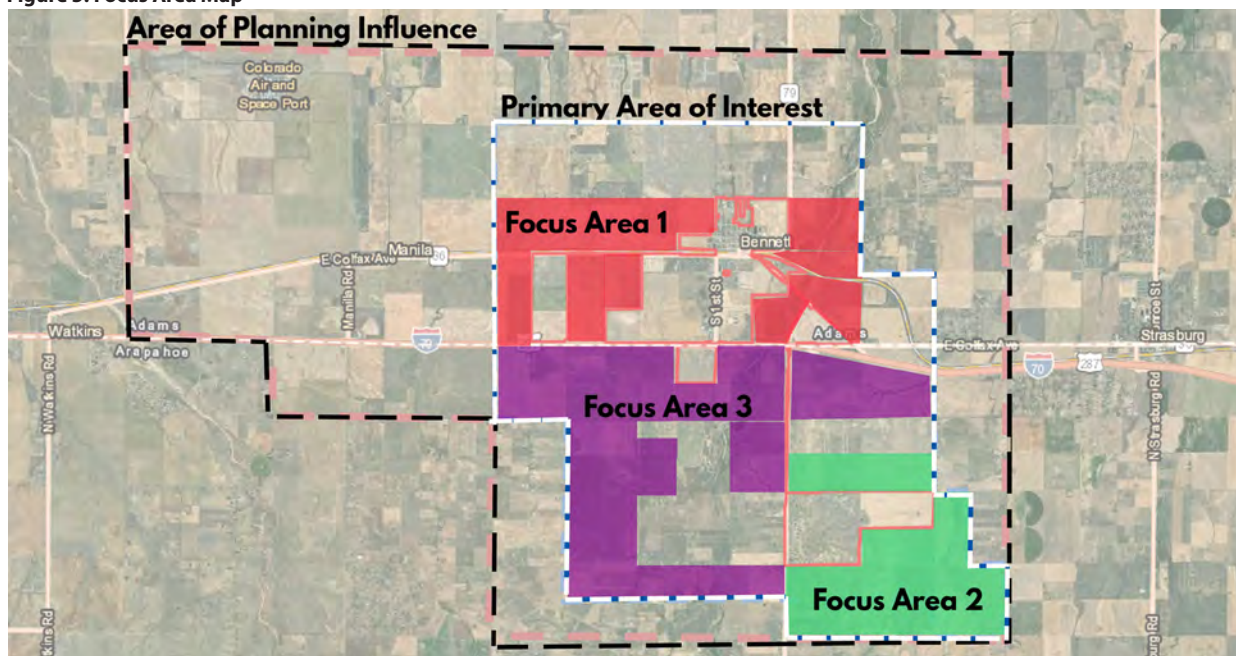 Area of Planning Influence
Colorado
Air and
Space Port
79
Primary Area of Interest
Focus Area 1
Bennett
Manila
E Colfax Ave
36
Manila Rd
S 1st St
Watkins
Adams
Arapahoe
70
Adams
E Colfax Ave
Strasburg
70
287
N Watkins Rd
Focus Area 3
N Strasburg Rd
Focus Area 2